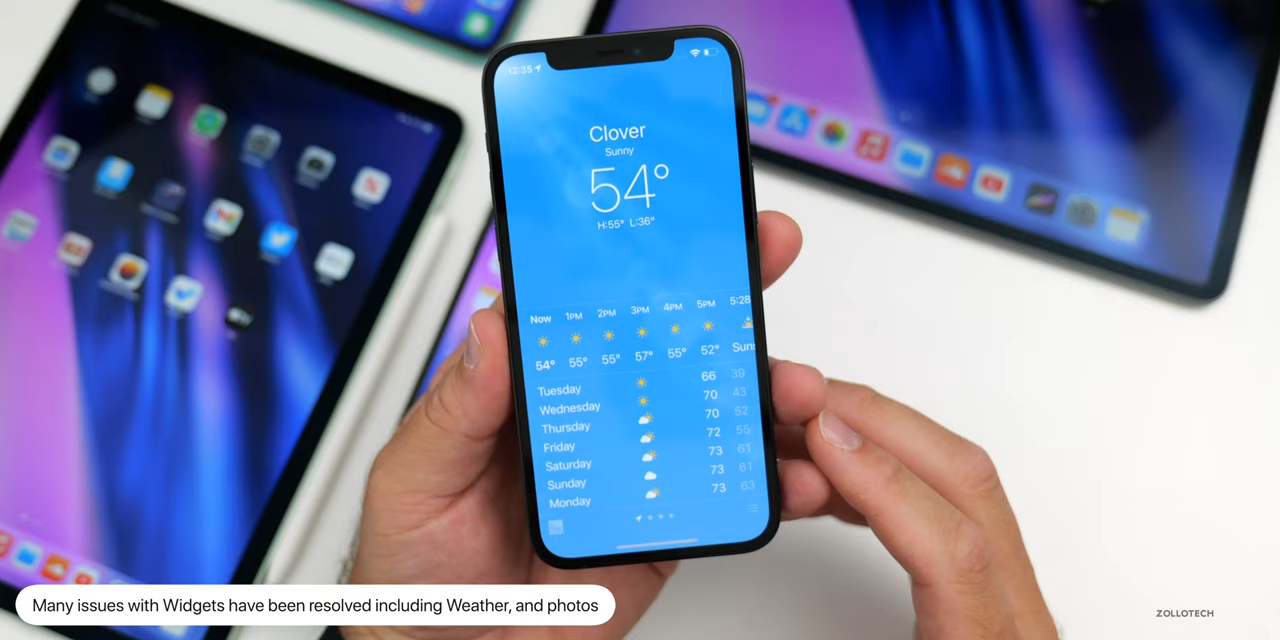 12:35
Clover
Sunny
54°
H:55° L:36°
Now 1PM 2PM 3PM 4PM 5PM 5:28
54° 55° 55° 57° 55° 52° Suns
Tuesday 66 39
Wednesday 70 43
Thursday 70 52
Friday 72 55
Saturday 73 61
Sunday 73 61
Monday 73 63
Many issues with Widgets have been resolved including Weather, and photos
ZOLLOTECH